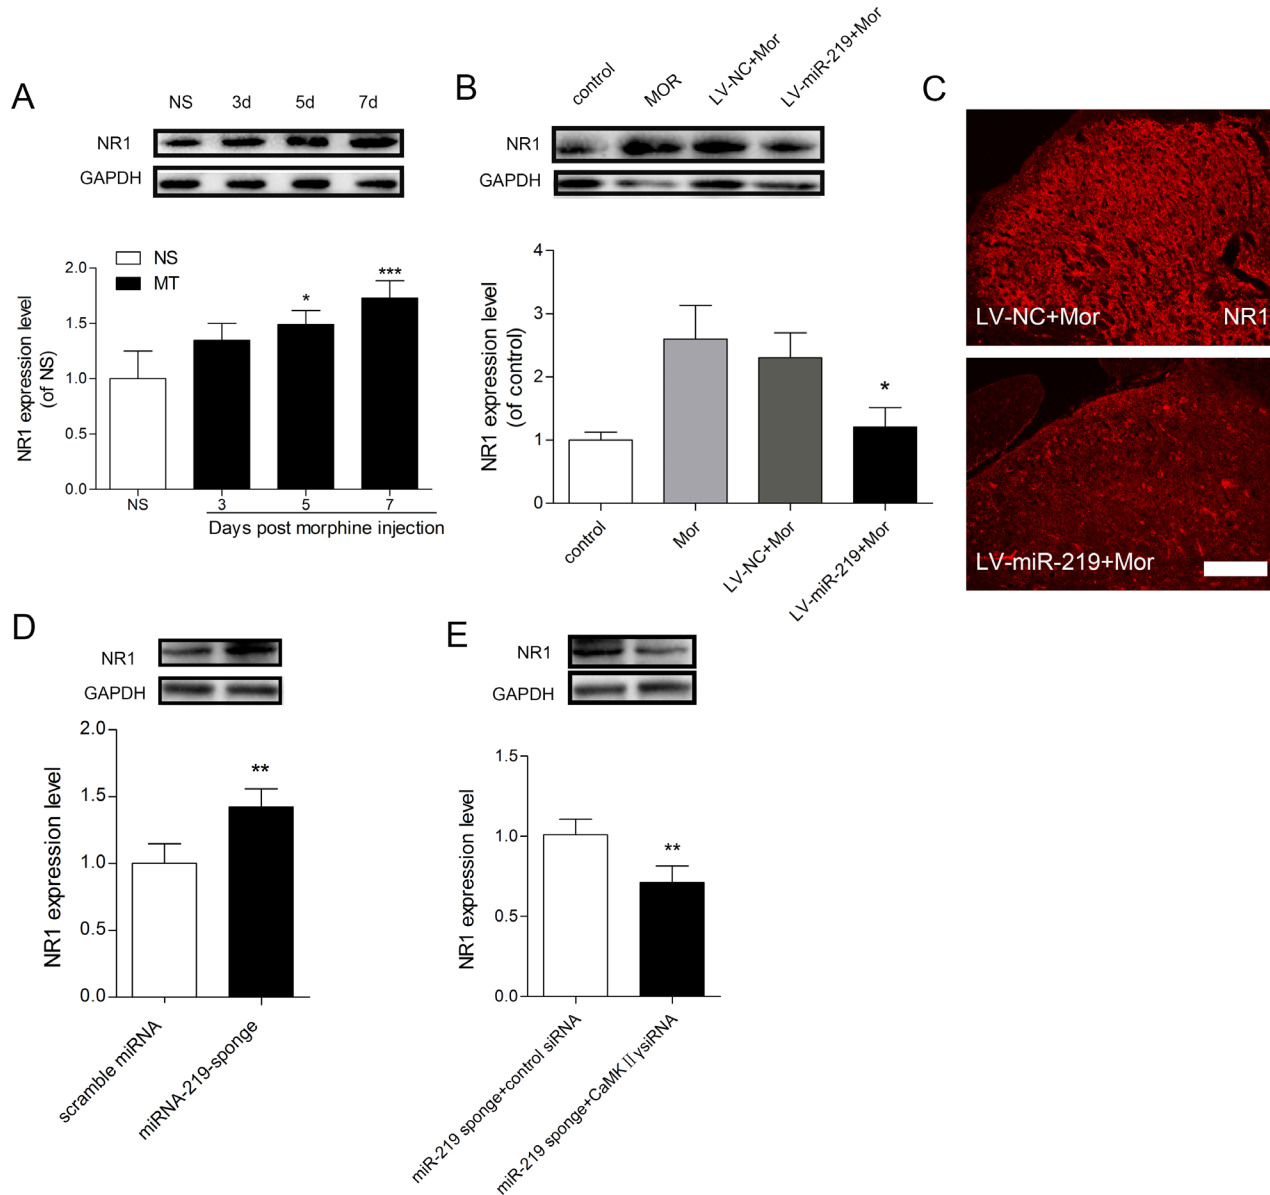 A
NS 3d 5d 7d
NR1
GAPDH
NS
MT
2.0
1.5
1.0
0.5
0.0
NR1 expression level
(of NS)
*
***
NS 3 5 7
Days post morphine injection
B
control MOR LV-NC+Mor LV-miR-219+Mor
NR1
GAPDH
4
3
2
1
0
NR1 expression level
(of control)
*
control Mor LV-NC+Mor LV-miR-219+Mor
C
LV-NC+Mor NR1
LV-miR-219+Mor
D
NR1
GAPDH
2.0
1.5
1.0
0.5
0.0
NR1 expression level
**
scramble miRNA
miRNA-219-sponge
E
NR1
GAPDH
1.5
1.0
0.5
0.0
NR1 expression level
**
miR-219 sponge+control siRNA
miR-219 sponge+CaMKⅡγsiRNA